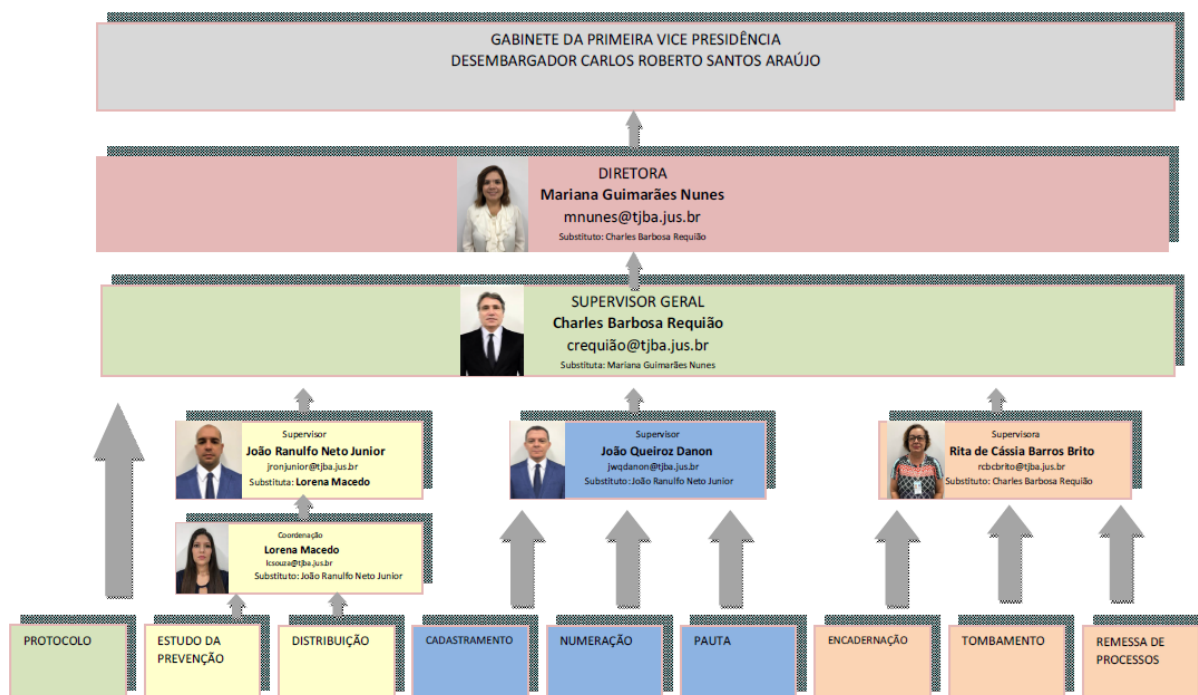 GABINETE DA PRIMEIRA VICE PRESIDÊNCIA
DESEMBARGADOR CARLOS ROBERTO SANTOS ARAÚJO
DIRETORA
Mariana Guimarães Nunes
mnunes@tjba.jus.br
Substituto: Charles Barbosa Requião
SUPERVISOR GERAL
Charles Barbosa Requião
crequião@tjba.jus.br
Substituta: Mariana Guimarães Nunes
Supervisor
João Ranulfo Neto Junior
jronjunior@tjba.jus.br
Substituta: Lorena Macedo
Supervisor
João Queiroz Danon
jwqdanon@tjba.jus.br
Substituto: João Ranulfo Neto Junior
Supervisora
Rita de Cássia Barros Brito
rcbcbrito@tjba.jus.br
Substituto: Charles Barbosa Requião
Coordenação
Lorena Macedo
lcsouza@tjba.jus.br
Substituto: João Ranulfo Neto Junior
PROTOCOLO
ESTUDO DA
PREVENÇÃO
DISTRIBUIÇÃO
CADASTRAMENTO
NUMERAÇÃO
PAUTA
ENCADERNAÇÃO
TOMBAMENTO
REMESSA DE
PROCESSOS